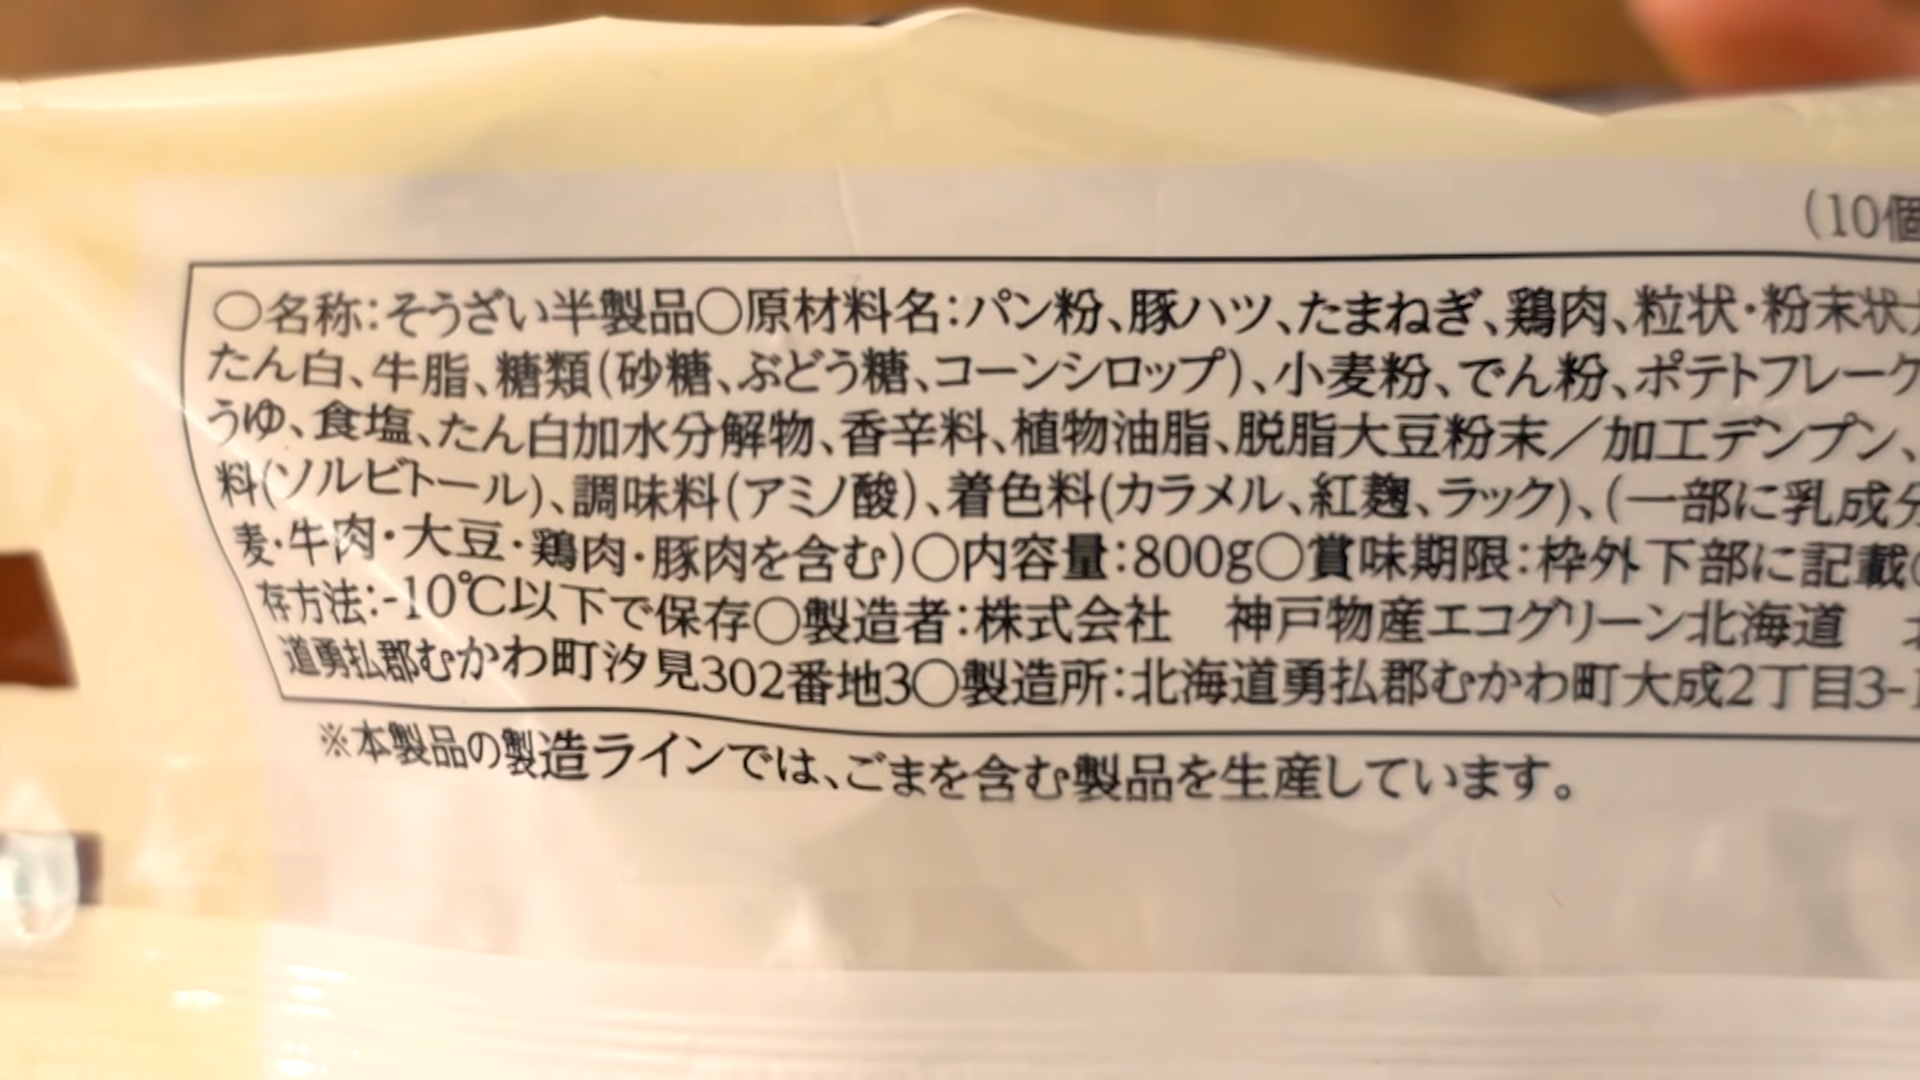 (10個
○名称:そうざい半製品○原材料名:パン粉、豚ハツ、たまねぎ、鶏肉、粒状・粉末状
たん白、牛脂、糖類(砂糖、ぶどう糖、コーンシロップ)、小麦粉、でん粉、ポテトフレーク
うゆ、食塩、たん白加水分解物、香辛料、植物油脂、脱脂大豆粉末/加工デンプン、
料(ソルビトール)、調味料(アミノ酸)、着色料(カラメル、紅麹、ラック)、(一部に乳成分
麦・牛肉・大豆・鶏肉・豚肉を含む)○内容量:800g○賞味期限:枠外下部に記載
存方法:-10℃以下で保存○製造者:株式会社 神戸物産エコグリーン北海道
道勇払郡むかわ町汐見302番地3○製造所:北海道勇払郡むかわ町大成2丁目3-
※本製品の製造ラインでは、ごまを含む製品を生産しています。